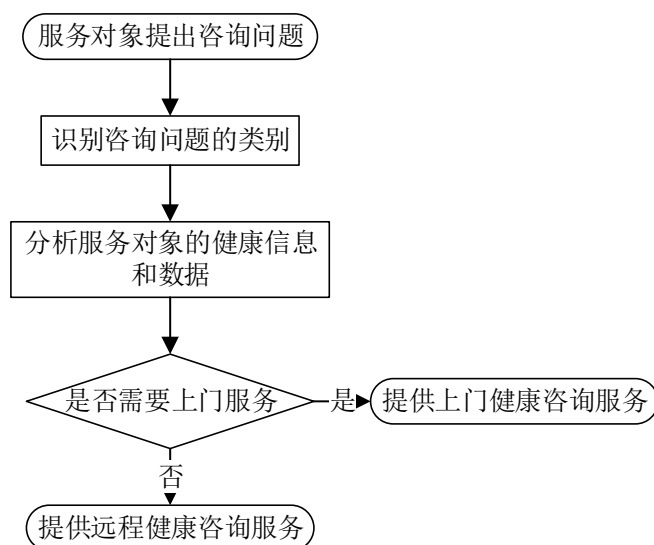 服务对象提出咨询问题
识别咨询问题的类别
分析服务对象的健康信息
和数据
是否需要上门服务
是
提供上门健康咨询服务
否
提供远程健康咨询服务